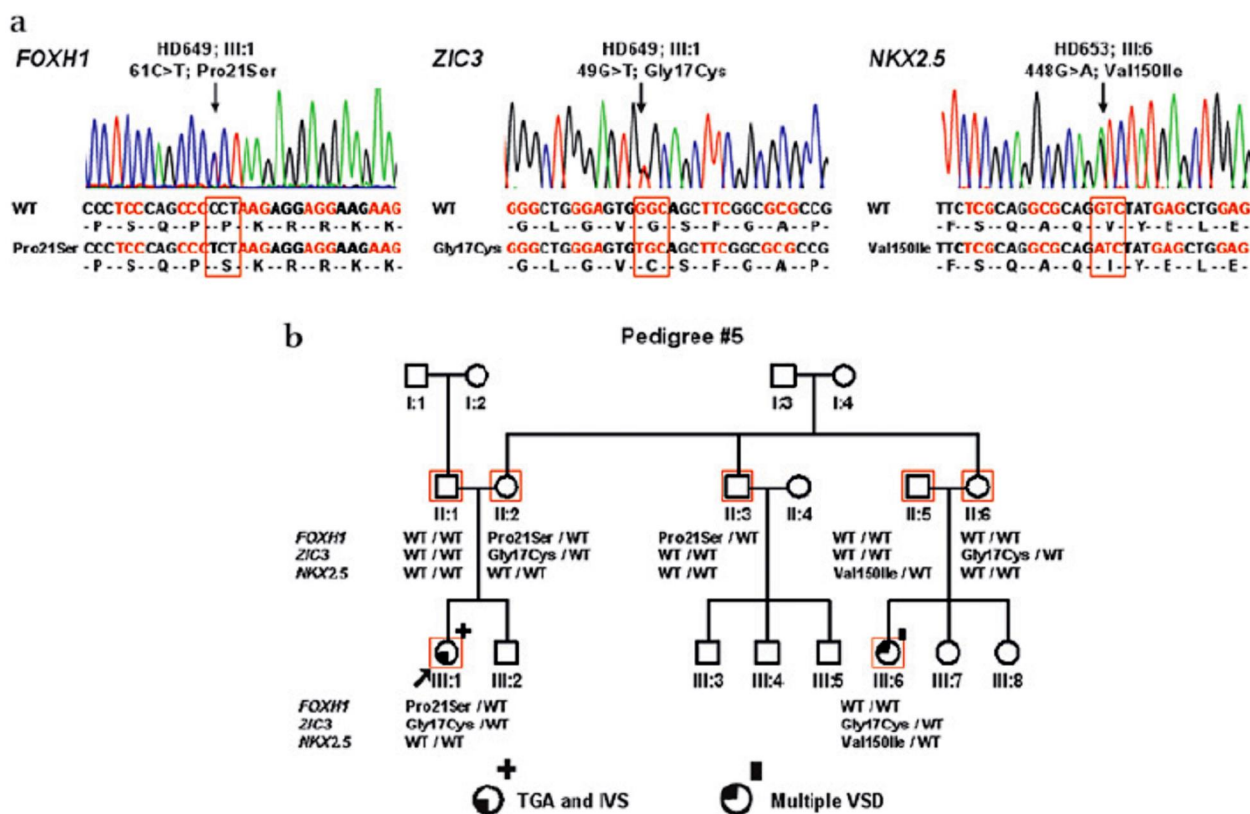 a
FOXH1
HD649; III:1
61C>T; Pro21Ser
ZIC3
HD649; III:1
49G>T; Gly17Cys
NKX2.5
HD653; III:6
448G>A; Val150Ile
WT CCCTCCCAGCCCCCTAAGAGGAGGAAGAAG
P--S--Q--P--P--K--R--R--K--K
Pro21Ser CCCTCCCAGCCCTCTAAGAGGAGGAAGAAG
P--S--Q--P--S--K--R--R--K--K
WT GGGCTGGGAGTGGGCAGCTTCGGCGCGCCG
-G--L--G--V--G--S--F--G--A--P-
Gly17Cys GGGCTGGGAGTGTGCAGCTTCGGCGCGCCG
-G--L--G--V--C--S--F--G--A--P-
WT TTCTCGCAGGCGCAGGTCTATGAGCTGGAG
--F--S--Q--A--Q--V--Y--E--L--E-
Val150Ile TTCTCGCAGGCGCAGATCTATGAGCTGGAG
--F--S--Q--A--Q--I--Y--E--L--E-
b
Pedigree #5
I:1 I:2 I:3 I:4
II:1 II:2 II:3 II:4 II:5 II:6
FOXH1 WT / WT Pro21Ser / WT Pro21Ser / WT WT / WT WT / WT
ZIC3 WT / WT Gly17Cys / WT WT / WT WT / WT Gly17Cys / WT
NKX2.5 WT / WT WT / WT WT / WT Val150Ile / WT WT / WT
III:1 III:2 III:3 III:4 III:5 III:6 III:7 III:8
FOXH1 Pro21Ser / WT WT / WT
ZIC3 Gly17Cys / WT Gly17Cys / WT
NKX2.5 WT / WT Val150Ile / WT
TGA and IVS Multiple VSD